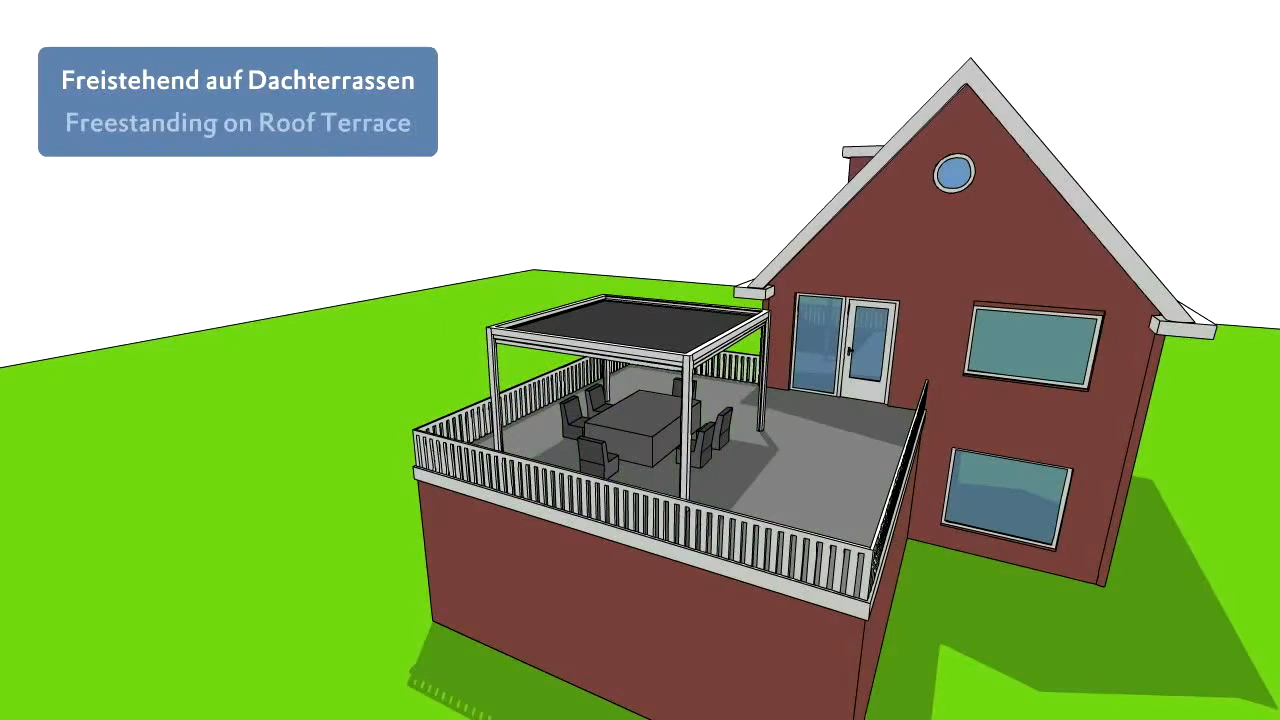 Freistehend auf Dachterrassen
Freestanding on Roof Terrace